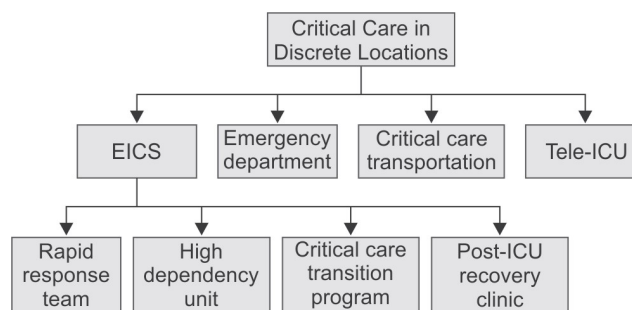 Critical Care in
Discrete Locations
EICS
Emergency
department
Critical care
transportation
Tele-ICU
Rapid
response
team
High
dependency
unit
Critical care
transition
program
Post-ICU
recovery
clinic